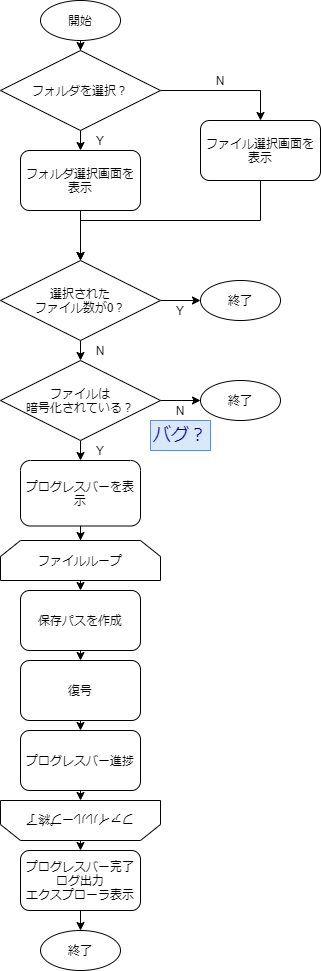 開始
フォルダを選択？
N
Y
ファイル選択画面を
表示
フォルダ選択画面を
表示
選択された
ファイル数が0？
終了
Y
N
ファイルは
暗号化されている？
終了
N
バグ？
Y
プログレスバーを表
示
ファイルループ
保存パスを作成
復号
プログレスバー進捗
ファイルループ終了
プログレスバー完了
ログ出力
エクスプローラ表示
終了